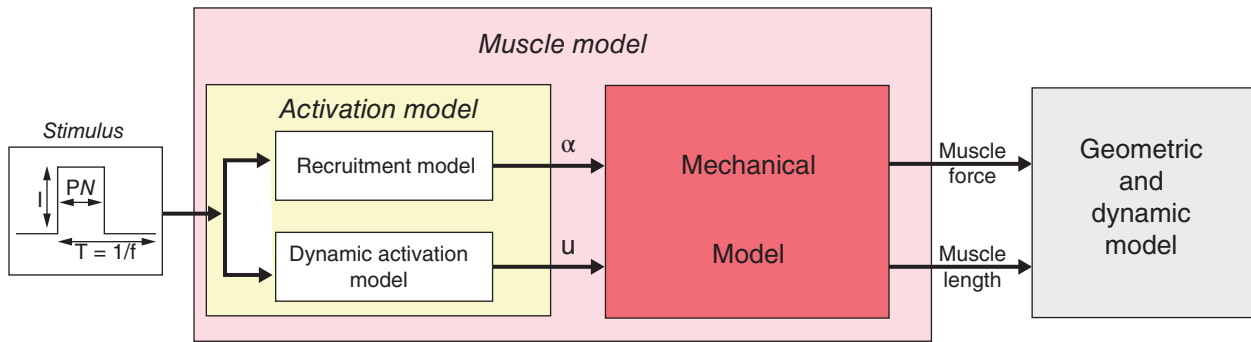 Muscle model
Activation model
Stimulus
I
PN
T = 1/f
Recruitment model
Dynamic activation
model
α
u
Mechanical
Model
Muscle
force
Muscle
length
Geometric
and
dynamic
model